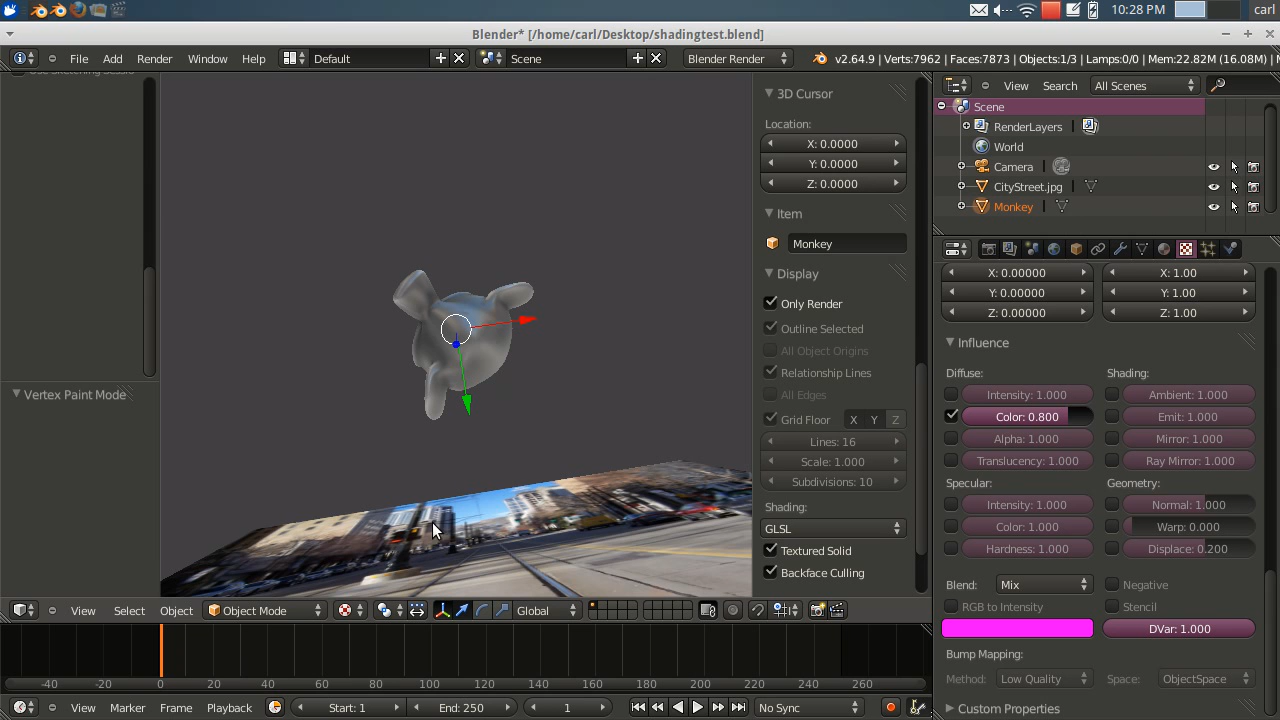 10:28 PM carl
Blender* [/home/carl/Desktop/shadingtest.blend]
File Add Render Window Help Default Scene Blender Render v2.64.9 | Verts:7962 | Faces:7873 | Objects:1/3 | Lamps:0/0 | Mem:22.82M (16.08M) |
View Search All Scenes
Scene
RenderLayers
World
Camera
CityStreet.jpg
Monkey
Vertex Paint Mode
3D Cursor
Location:
X: 0.0000
Y: 0.0000
Z: 0.0000
Item
Monkey
Display
Only Render
Outline Selected
All Object Origins
Relationship Lines
All Edges
Grid Floor X Y Z
Lines: 16
Scale: 1.000
Subdivisions: 10
Shading:
GLSL
Textured Solid
Backface Culling
X: 0.00000 X: 1.00
Y: 0.00000 Y: 1.00
Z: 0.00000 Z: 1.00
Influence
Diffuse: Shading:
Intensity: 1.000 Ambient: 1.000
Color: 0.800 Emit: 1.000
Alpha: 1.000 Mirror: 1.000
Translucency: 1.000 Ray Mirror: 1.000
Specular: Geometry:
Intensity: 1.000 Normal: 1.000
Color: 1.000 Warp: 0.000
Hardness: 1.000 Displace: 0.200
Blend: Mix Negative
RGB to Intensity Stencil
DVar: 1.000
Bump Mapping:
Method: Low Quality Space: ObjectSpace
Custom Properties
View Select Object Object Mode Global
-40 -20 0 20 40 60 80 100 120 140 160 180 200 220 240 260
View Marker Frame Playback Start: 1 End: 250 1 No Sync